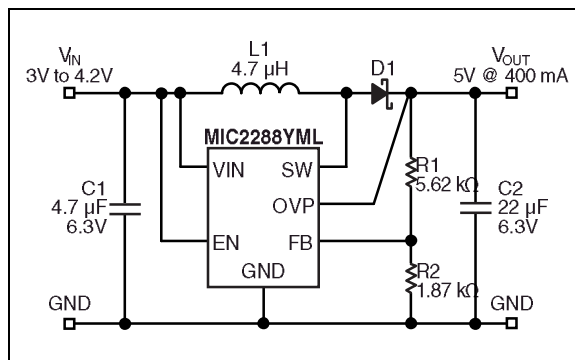 VIN
3V to 4.2V
L1
4.7 µH
D1
VOUT
5V @ 400 mA
MIC2288YML
VIN
SW
OVP
EN
FB
GND
C1
4.7 µF
6.3V
R1
5.62 kΩ
C2
22 µF
6.3V
R2
1.87 kΩ
GND
GND